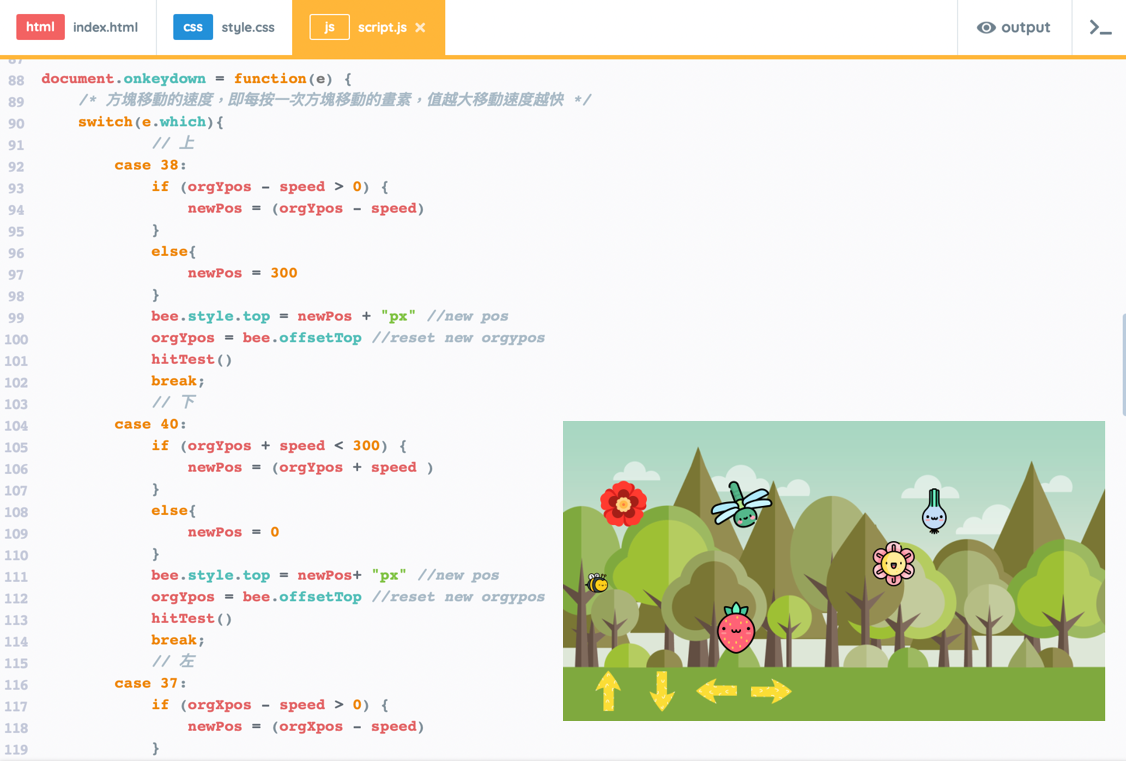 html index.html css style.css js script.js × output >_
87
88 document.onkeydown = function(e) {
89 /* 方塊移動的速度，即每按一次方塊移動的畫素，值越大移動速度越快 */
90 switch(e.which){
91 // 上
92 case 38:
93 if (orgYpos - speed > 0) {
94 newPos = (orgYpos - speed)
95 }
96 else{
97 newPos = 300
98 }
99 bee.style.top = newPos + "px" //new pos
100 orgYpos = bee.offsetTop //reset new orgypos
101 hitTest()
102 break;
103 // 下
104 case 40:
105 if (orgYpos + speed < 300) {
106 newPos = (orgYpos + speed )
107 }
108 else{
109 newPos = 0
110 }
111 bee.style.top = newPos+ "px" //new pos
112 orgYpos = bee.offsetTop //reset new orgypos
113 hitTest()
114 break;
115 // 左
116 case 37:
117 if (orgXpos - speed > 0) {
118 newPos = (orgXpos - speed)
119 }